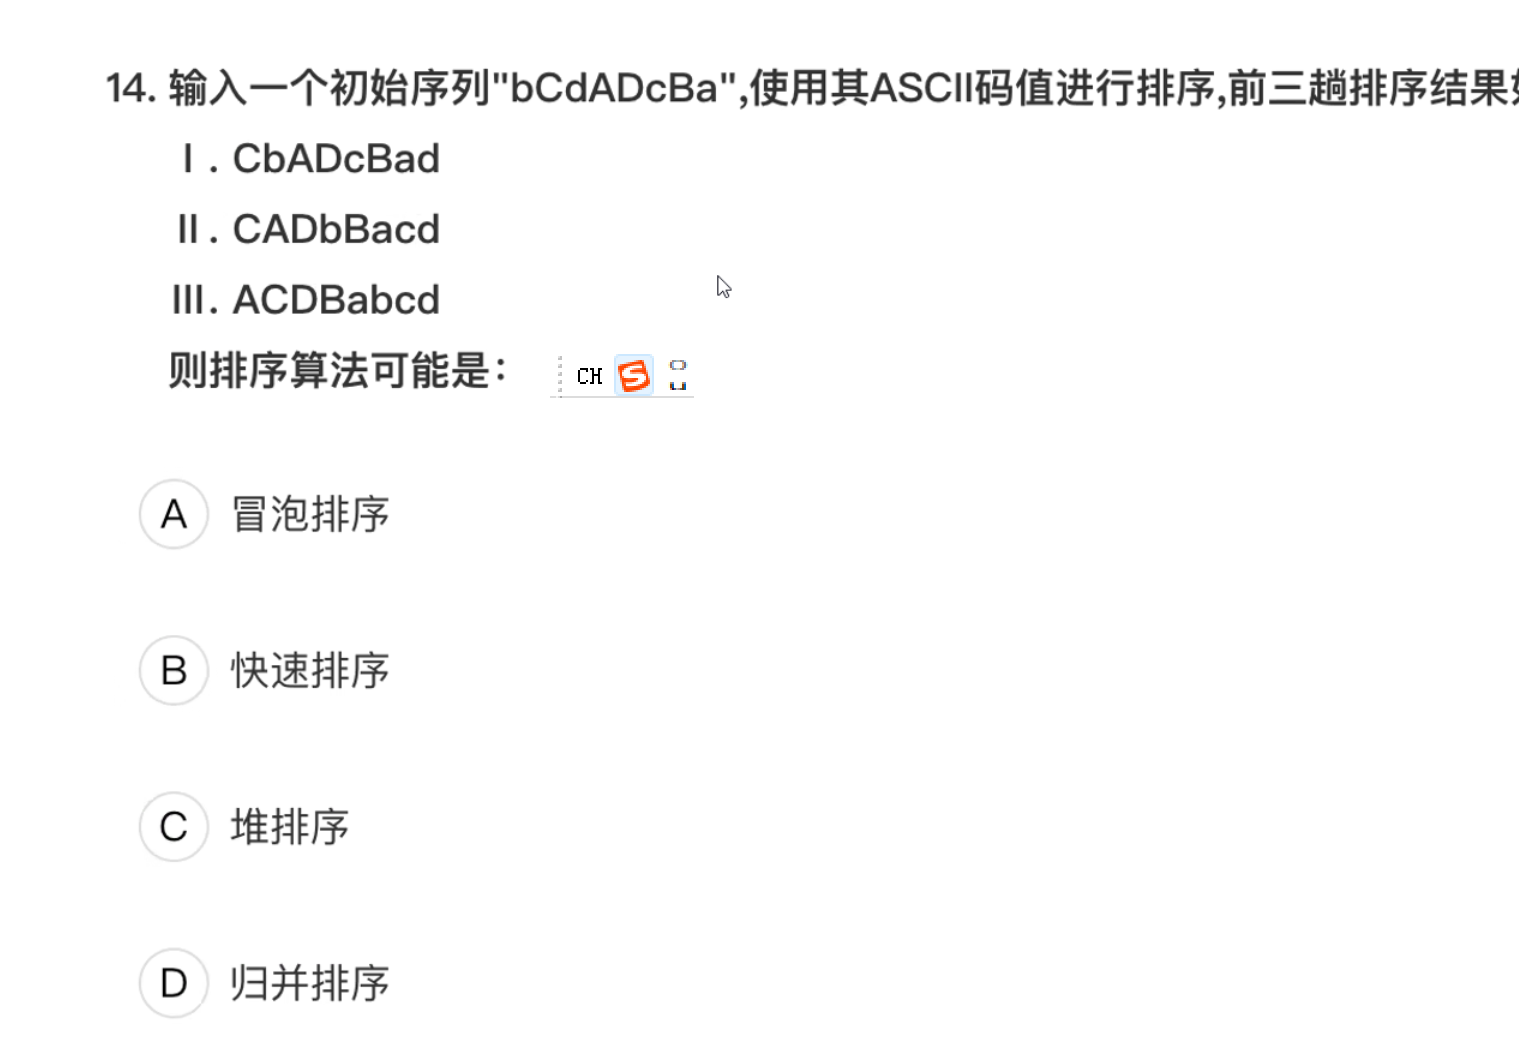 14. 输入一个初始序列"bCdADcBa",使用其ASCII码值进行排序,前三趟排序结果
Ⅰ. CbADcBad
Ⅱ. CADbBacd
Ⅲ. ACDBabcd
则排序算法可能是：
CH
A 冒泡排序
B 快速排序
C 堆排序
D 归并排序